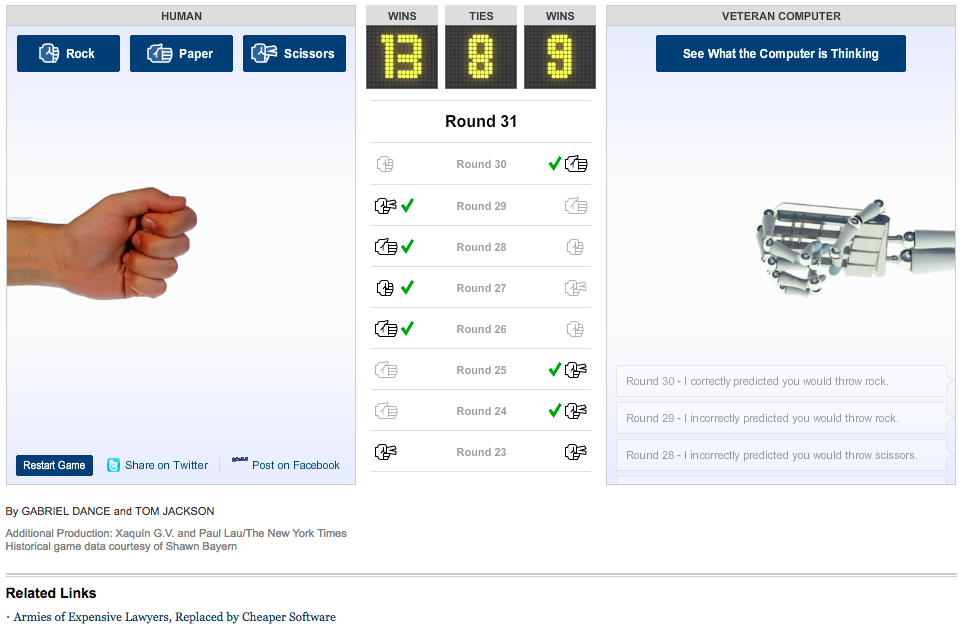 HUMAN
Rock
Paper
Scissors
WINS
TIES
WINS
13
8
9
Round 31
Round 30
Round 29
Round 28
Round 27
Round 26
Round 25
Round 24
Round 23
VETERAN COMPUTER
See What the Computer is Thinking
Round 30 - I correctly predicted you would throw rock.
Round 29 - I incorrectly predicted you would throw rock.
Round 28 - I incorrectly predicted you would throw scissors.
Restart Game
Share on Twitter
Post on Facebook
By GABRIEL DANCE and TOM JACKSON
Additional Production: Xaquín G.V. and Paul Lau/The New York Times
Historical game data courtesy of Shawn Bayern
Related Links
· Armies of Expensive Lawyers, Replaced by Cheaper Software